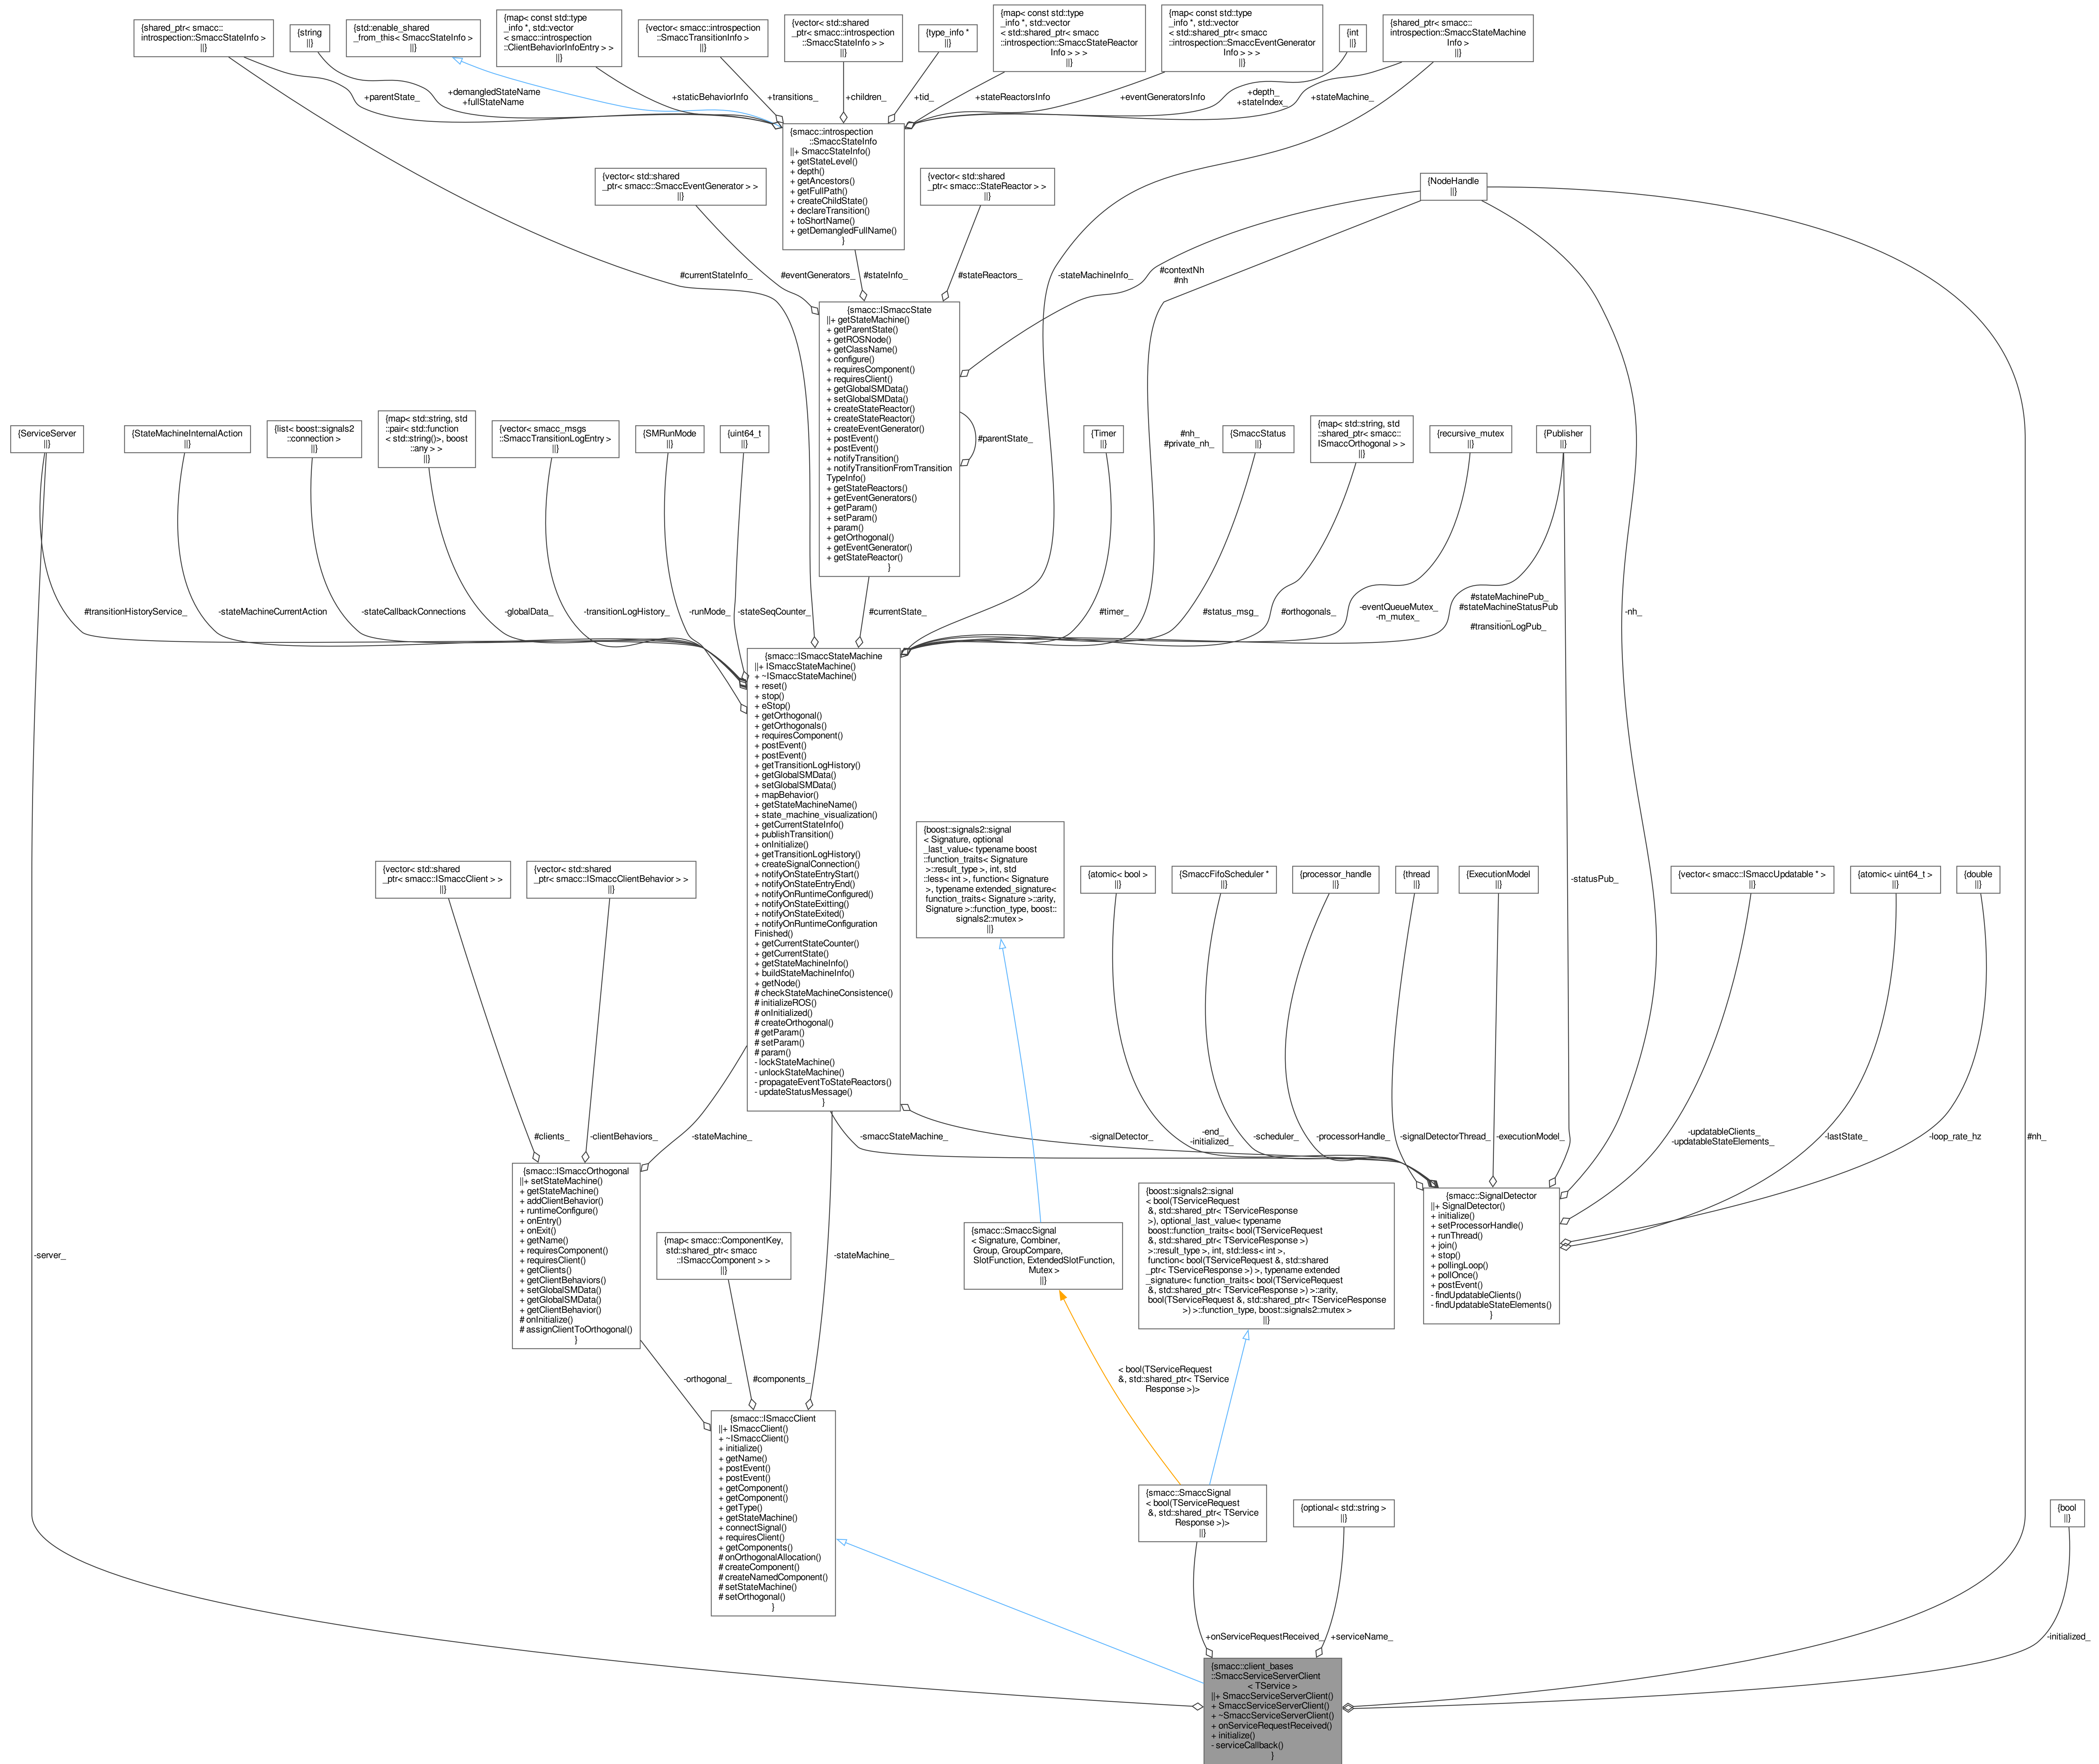 {shared_ptr< smacc::
introspection::SmaccStateInfo >
||}
{string
||}
{std::enable_shared
_from_this< SmaccStateInfo >
||}
{map< const std::type
_info *, std::vector
< smacc::introspection
::ClientBehaviorInfoEntry > >
||}
{vector< smacc::introspection
::SmaccTransitionInfo >
||}
{vector< std::shared
_ptr< smacc::introspection
::SmaccStateInfo > >
||}
{type_info *
||}
{map< const std::type
_info *, std::vector
< std::shared_ptr< smacc
::introspection::SmaccStateReactor
Info > > >
||}
{map< const std::type
_info *, std::vector
< std::shared_ptr< smacc
::introspection::SmaccEventGenerator
Info > > >
||}
{int
||}
{shared_ptr< smacc::
introspection::SmaccStateMachine
Info >
||}
+parentState_
+demangledStateName
+fullStateName
+staticBehaviorInfo
+transitions_
+children_
+tid_
+stateReactorsInfo
+eventGeneratorsInfo
+depth_
+stateIndex_
+stateMachine_
{smacc::introspection
::SmaccStateInfo
||+ SmaccStateInfo()
+ getStateLevel()
+ depth()
+ getAncestors()
+ getFullPath()
+ createChildState()
+ declareTransition()
+ toShortName()
+ getDemangledFullName()
}
{vector< std::shared
_ptr< smacc::SmaccEventGenerator > >
||}
{vector< std::shared
_ptr< smacc::StateReactor > >
||}
{NodeHandle
||}
#currentStateInfo_
#eventGenerators_
#stateInfo_
#stateReactors_
-stateMachineInfo_
#contextNh
#nh
{smacc::ISmaccState
||+ getStateMachine()
+ getParentState()
+ getROSNode()
+ getClassName()
+ configure()
+ requiresComponent()
+ requiresClient()
+ getGlobalSMData()
+ setGlobalSMData()
+ createStateReactor()
+ createStateReactor()
+ createEventGenerator()
+ postEvent()
+ postEvent()
+ notifyTransition()
+ notifyTransitionFromTransition
TypeInfo()
+ getStateReactors()
+ getEventGenerators()
+ getParam()
+ setParam()
+ param()
+ getOrthogonal()
+ getEventGenerator()
+ getStateReactor()
}
#parentState_
{ServiceServer
||}
{StateMachineInternalAction
||}
{list< boost::signals2
::connection >
||}
{map< std::string, std
::pair< std::function
< std::string()>, boost
::any > >
||}
{vector< smacc_msgs
::SmaccTransitionLogEntry >
||}
{SMRunMode
||}
{uint64_t
||}
{Timer
||}
#nh_
#private_nh_
{SmaccStatus
||}
{map< std::string, std
::shared_ptr< smacc::
ISmaccOrthogonal > >
||}
{recursive_mutex
||}
{Publisher
||}
#transitionHistoryService_
-stateMachineCurrentAction
-stateCallbackConnections
-globalData_
-transitionLogHistory_
-runMode_
-stateSeqCounter_
#currentState_
#timer_
#status_msg_
#orthogonals_
-eventQueueMutex_
-m_mutex_
#stateMachinePub_
#stateMachineStatusPub
_
#transitionLogPub_
-nh_
{smacc::ISmaccStateMachine
||+ ISmaccStateMachine()
+ ~ISmaccStateMachine()
+ reset()
+ stop()
+ eStop()
+ getOrthogonal()
+ getOrthogonals()
+ requiresComponent()
+ postEvent()
+ postEvent()
+ getTransitionLogHistory()
+ getGlobalSMData()
+ setGlobalSMData()
+ mapBehavior()
+ getStateMachineName()
+ state_machine_visualization()
+ getCurrentStateInfo()
+ publishTransition()
+ onInitialize()
+ getTransitionLogHistory()
+ createSignalConnection()
+ notifyOnStateEntryStart()
+ notifyOnStateEntryEnd()
+ notifyOnRuntimeConfigured()
+ notifyOnStateExitting()
+ notifyOnStateExited()
+ notifyOnRuntimeConfiguration
Finished()
+ getCurrentStateCounter()
+ getCurrentState()
+ getStateMachineInfo()
+ buildStateMachineInfo()
+ getNode()
# checkStateMachineConsistence()
# initializeROS()
# onInitialized()
# createOrthogonal()
# getParam()
# setParam()
# param()
- lockStateMachine()
- unlockStateMachine()
- propagateEventToStateReactors()
- updateStatusMessage()
}
{vector< std::shared
_ptr< smacc::ISmaccClient > >
||}
{vector< std::shared
_ptr< smacc::ISmaccClientBehavior > >
||}
{boost::signals2::signal
< Signature, optional
_last_value< typename boost
::function_traits< Signature
>::result_type >, int, std
::less< int >, function< Signature
>, typename extended_signature<
function_traits< Signature >::arity,
Signature >::function_type, boost::
signals2::mutex >
||}
{atomic< bool >
||}
{SmaccFifoScheduler *
||}
{processor_handle
||}
{thread
||}
{ExecutionModel
||}
-statusPub_
{vector< smacc::ISmaccUpdatable * >
||}
{atomic< uint64_t >
||}
{double
||}
#clients_
-clientBehaviors_
-stateMachine_
-smaccStateMachine_
-signalDetector_
-end_
-initialized_
-scheduler_
-processorHandle_
-signalDetectorThread_
-executionModel_
-updatableClients_
-updatableStateElements_
-lastState_
-loop_rate_hz
#nh_
{smacc::ISmaccOrthogonal
||+ setStateMachine()
+ getStateMachine()
+ addClientBehavior()
+ runtimeConfigure()
+ onEntry()
+ onExit()
+ getName()
+ requiresComponent()
+ requiresClient()
+ getClients()
+ getClientBehaviors()
+ setGlobalSMData()
+ getGlobalSMData()
+ getClientBehavior()
# onInitialize()
# assignClientToOrthogonal()
}
{map< smacc::ComponentKey,
std::shared_ptr< smacc
::ISmaccComponent > >
||}
-stateMachine_
{smacc::SmaccSignal
< Signature, Combiner,
Group, GroupCompare,
SlotFunction, ExtendedSlotFunction,
Mutex >
||}
{boost::signals2::signal
< bool(TServiceRequest
&, std::shared_ptr< TServiceResponse
>), optional_last_value< typename
boost::function_traits< bool(TServiceRequest
&, std::shared_ptr< TServiceResponse >)
>::result_type >, int, std::less< int >,
function< bool(TServiceRequest &, std::shared
_ptr< TServiceResponse >) >, typename extended
_signature< function_traits< bool(TServiceRequest
&, std::shared_ptr< TServiceResponse >) >::arity,
bool(TServiceRequest &, std::shared_ptr< TServiceResponse
>) >::function_type, boost::signals2::mutex >
||}
{smacc::SignalDetector
||+ SignalDetector()
+ initialize()
+ setProcessorHandle()
+ runThread()
+ join()
+ stop()
+ pollingLoop()
+ pollOnce()
+ postEvent()
- findUpdatableClients()
- findUpdatableStateElements()
}
-server_
-orthogonal_
#components_
< bool(TServiceRequest
&, std::shared_ptr< TService
Response >)>
{smacc::ISmaccClient
||+ ISmaccClient()
+ ~ISmaccClient()
+ initialize()
+ getName()
+ postEvent()
+ postEvent()
+ getComponent()
+ getComponent()
+ getType()
+ getStateMachine()
+ connectSignal()
+ requiresClient()
+ getComponents()
# onOrthogonalAllocation()
# createComponent()
# createNamedComponent()
# setStateMachine()
# setOrthogonal()
}
{smacc::SmaccSignal
< bool(TServiceRequest
&, std::shared_ptr< TService
Response >)>
||}
{optional< std::string >
||}
{bool
||}
+onServiceRequestReceived_
+serviceName_
-initialized_
{smacc::client_bases
::SmaccServiceServerClient
< TService >
||+ SmaccServiceServerClient()
+ SmaccServiceServerClient()
+ ~SmaccServiceServerClient()
+ onServiceRequestReceived()
+ initialize()
- serviceCallback()
}